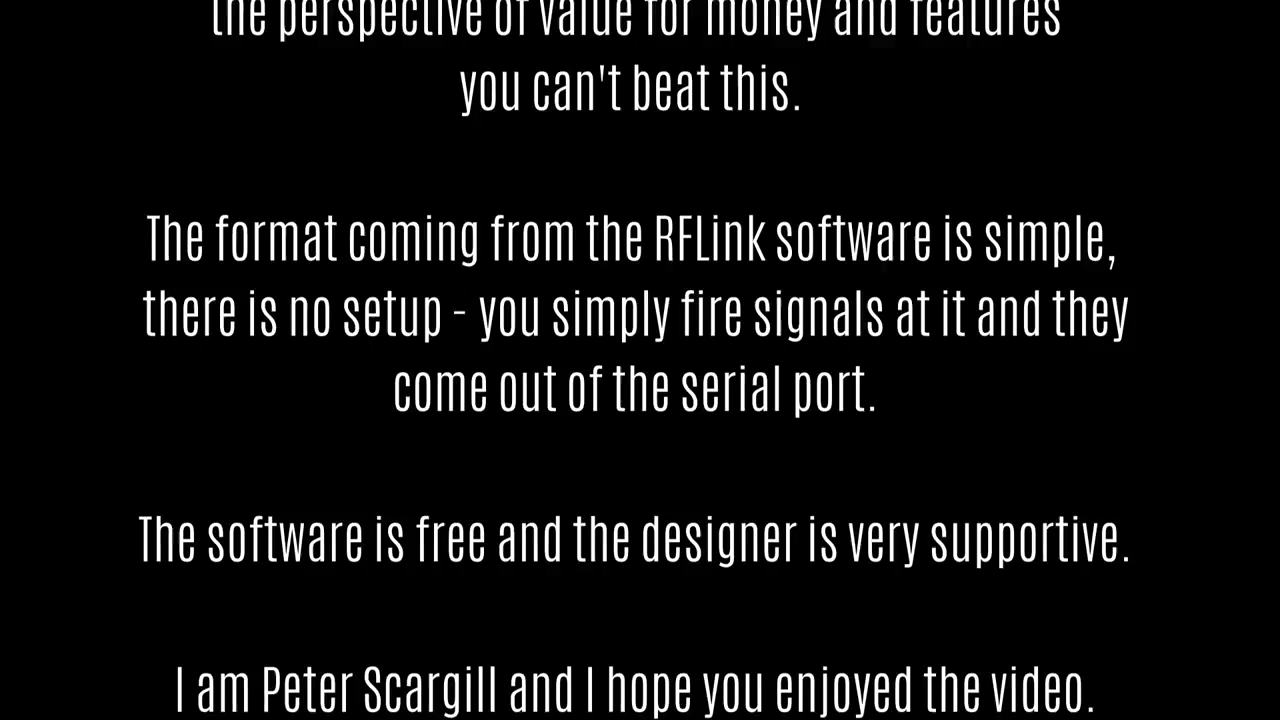 the perspective of value for money and features
you can't beat this.
The format coming from the RFLink software is simple,
there is no setup - you simply fire signals at it and they
come out of the serial port.
The software is free and the designer is very supportive.
I am Peter Scargill and I hope you enjoyed the video.